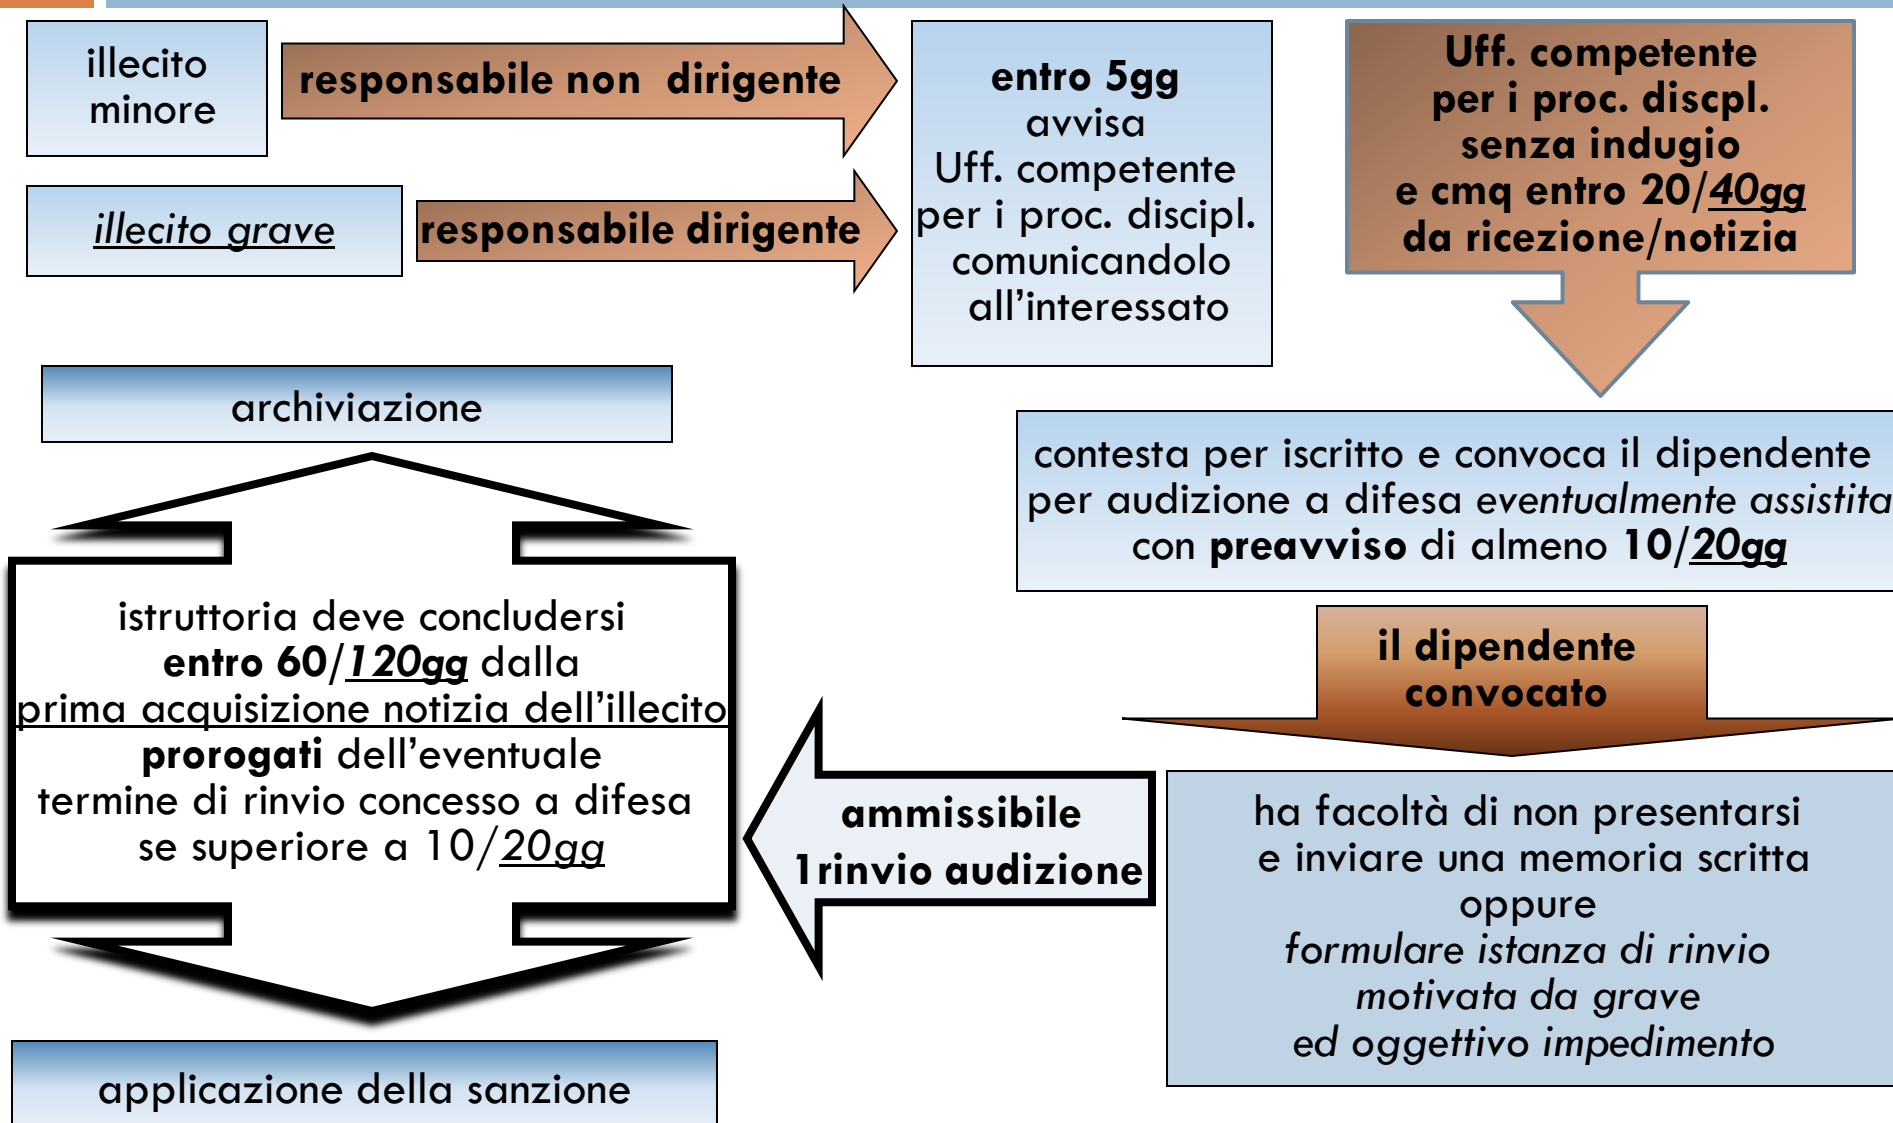 illecito
minore
responsabile non dirigente
illecito grave
responsabile dirigente
entro 5gg
avvisa
Uff. competente
per i proc. discipl.
comunicandolo
all'interessato
Uff. competente
per i proc. discpl.
senza indugio
e cmq entro 20/40gg
da ricezione/notizia
contesta per iscritto e convoca il dipendente
per audizione a difesa eventualmente assistita
con preavviso di almeno 10/20gg
il dipendente
convocato
ha facoltà di non presentarsi
e inviare una memoria scritta
oppure
formulare istanza di rinvio
motivata da grave
ed oggettivo impedimento
ammissibile
1rinvio audizione
archiviazione
istruttoria deve concludersi
entro 60/120gg dalla
prima acquisizione notizia dell'illecito
prorogati dell'eventuale
termine di rinvio concesso a difesa
se superiore a 10/20gg
applicazione della sanzione